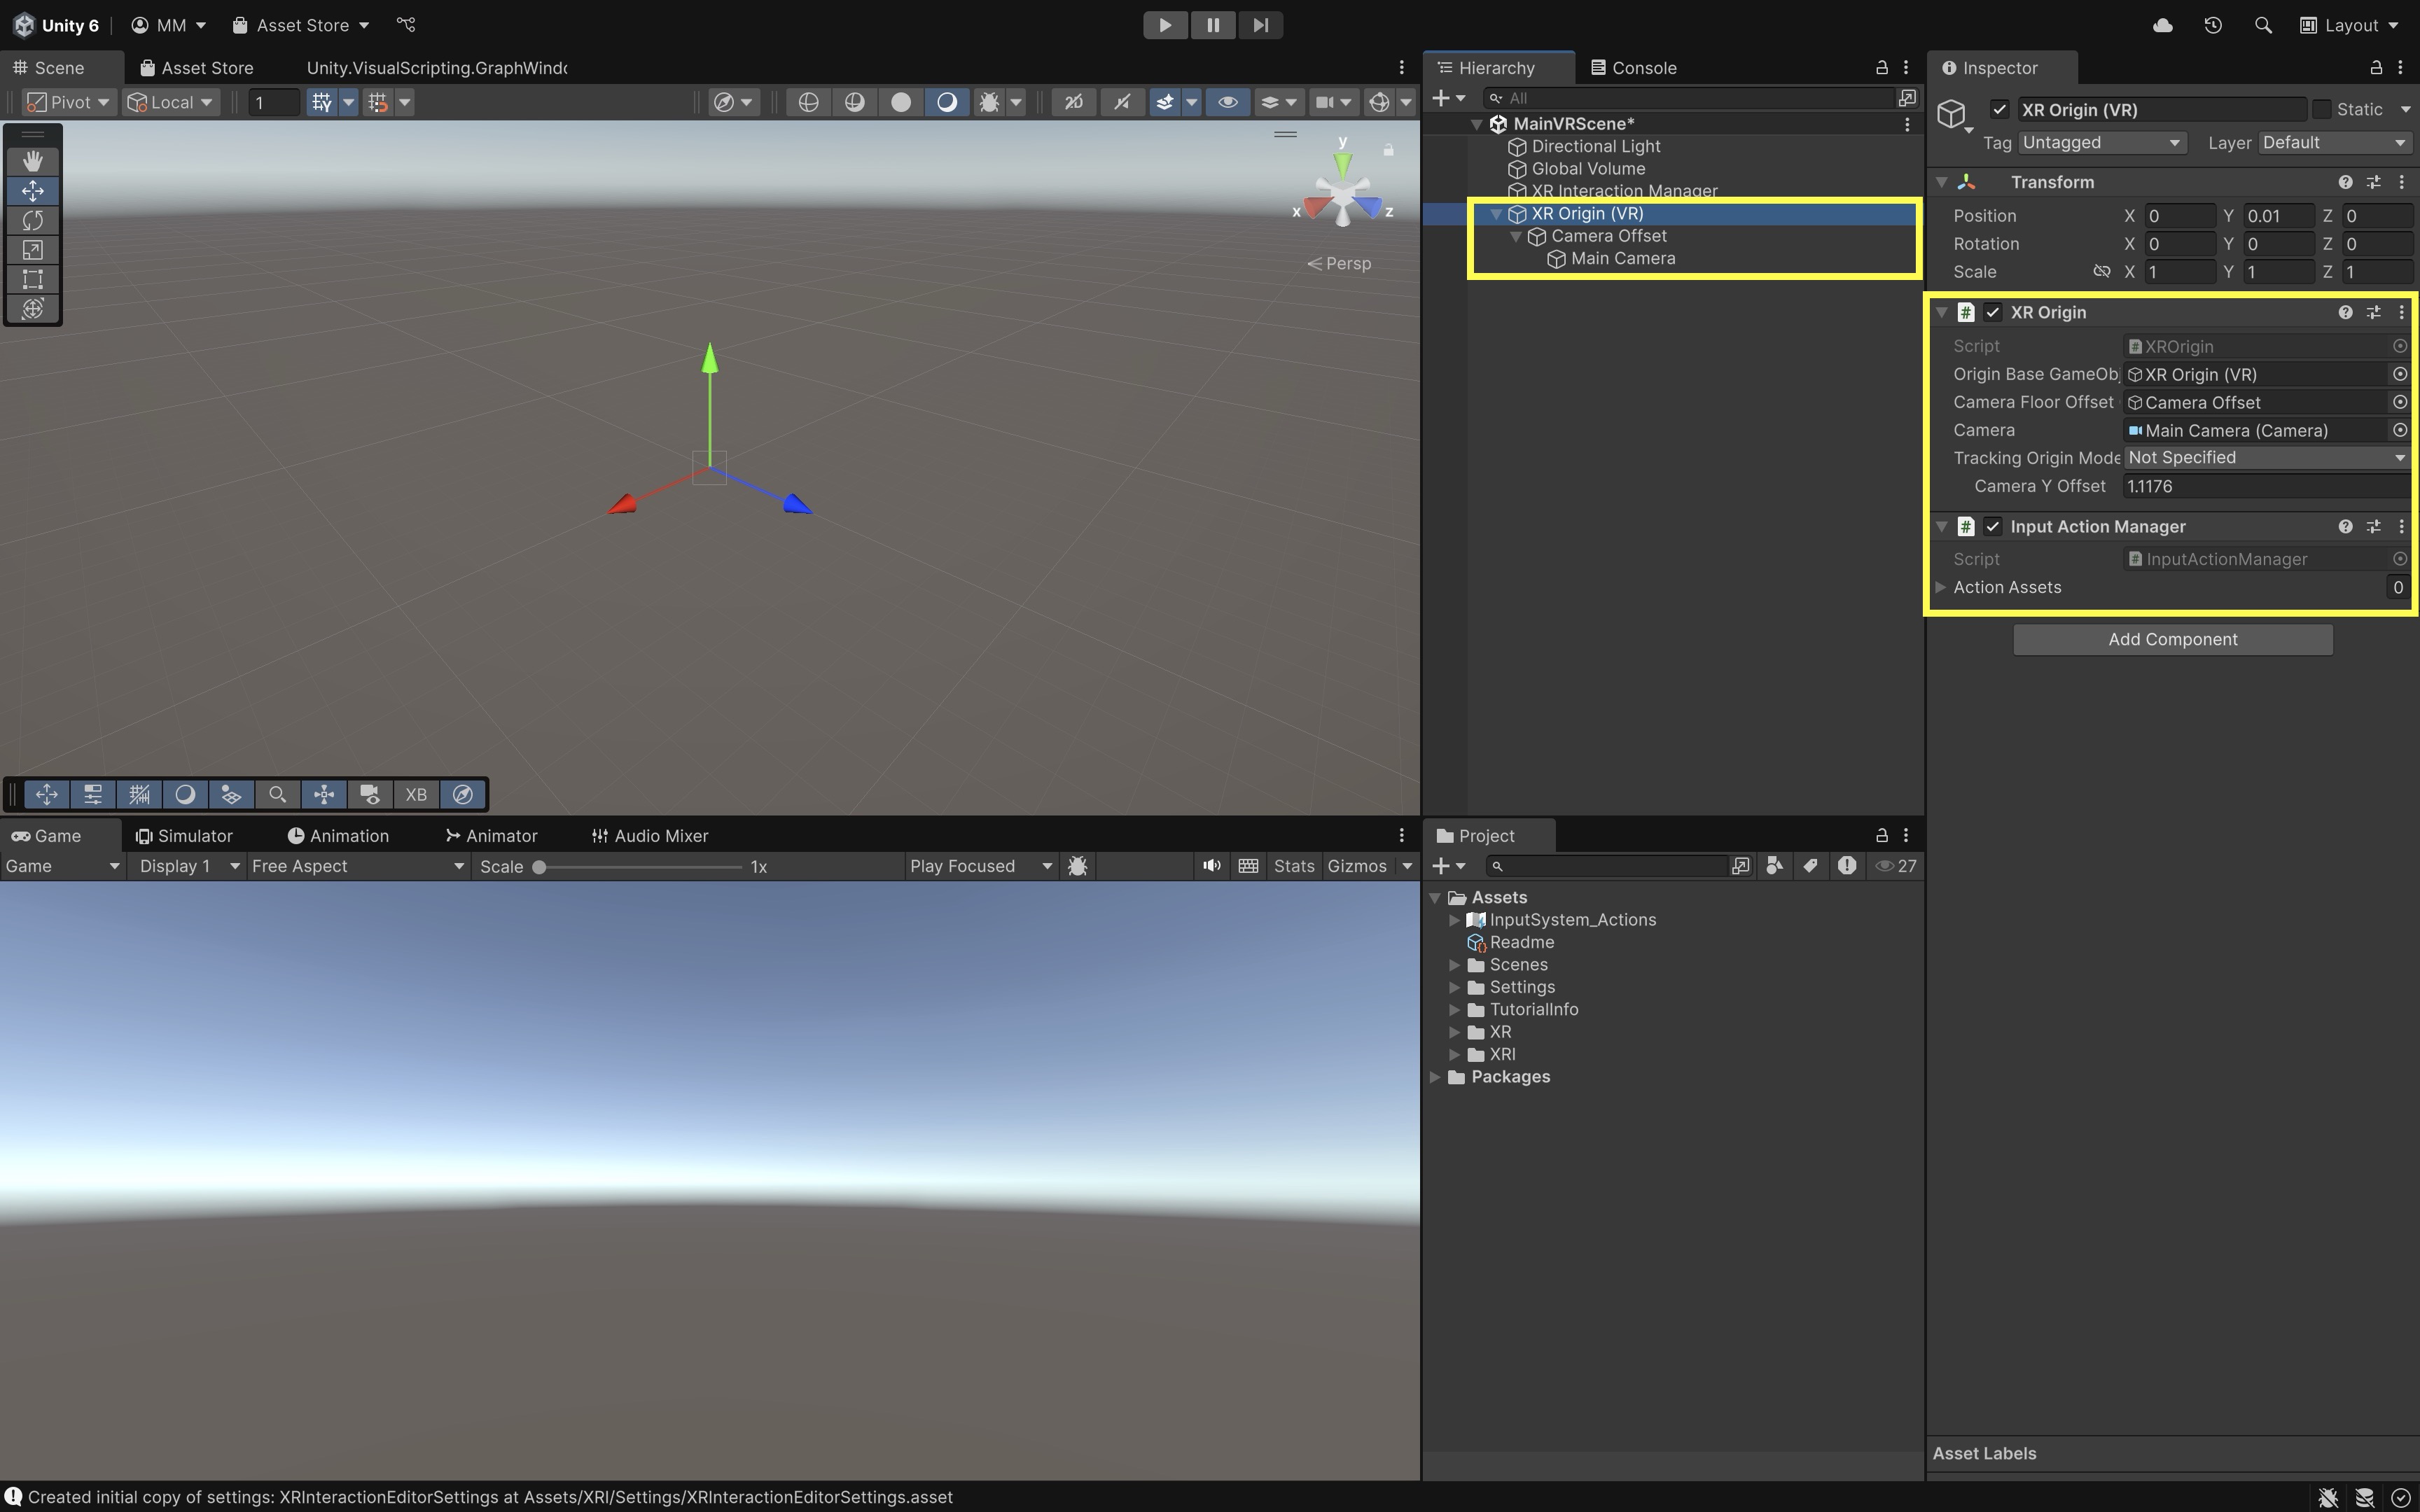 Unity 6 MM Asset Store Layout
Scene Asset Store Unity.VisualScripting.GraphWindo
Pivot Local 1 2D
y
x z
Persp
XB
Hierarchy Console
All
MainVRScene*
Directional Light
Global Volume
XR Interaction Manager
XR Origin (VR)
Camera Offset
Main Camera
Inspector
XR Origin (VR) Static
Tag Untagged Layer Default
Transform
Position X 0 Y 0.01 Z 0
Rotation X 0 Y 0 Z 0
Scale X 1 Y 1 Z 1
XR Origin
Script XROrigin
Origin Base GameObj XR Origin (VR)
Camera Floor Offset Camera Offset
Camera Main Camera (Camera)
Tracking Origin Mode Not Specified
Camera Y Offset 1.1176
Input Action Manager
Script InputActionManager
Action Assets 0
Add Component
Game Simulator Animation Animator Audio Mixer
Game Display 1 Free Aspect Scale 1x Play Focused Stats Gizmos
Project
27
Assets
InputSystem_Actions
Readme
Scenes
Settings
TutorialInfo
XR
XRI
Packages
Asset Labels
Created initial copy of settings: XRInteractionEditorSettings at Assets/XRI/Settings/XRInteractionEditorSettings.asset